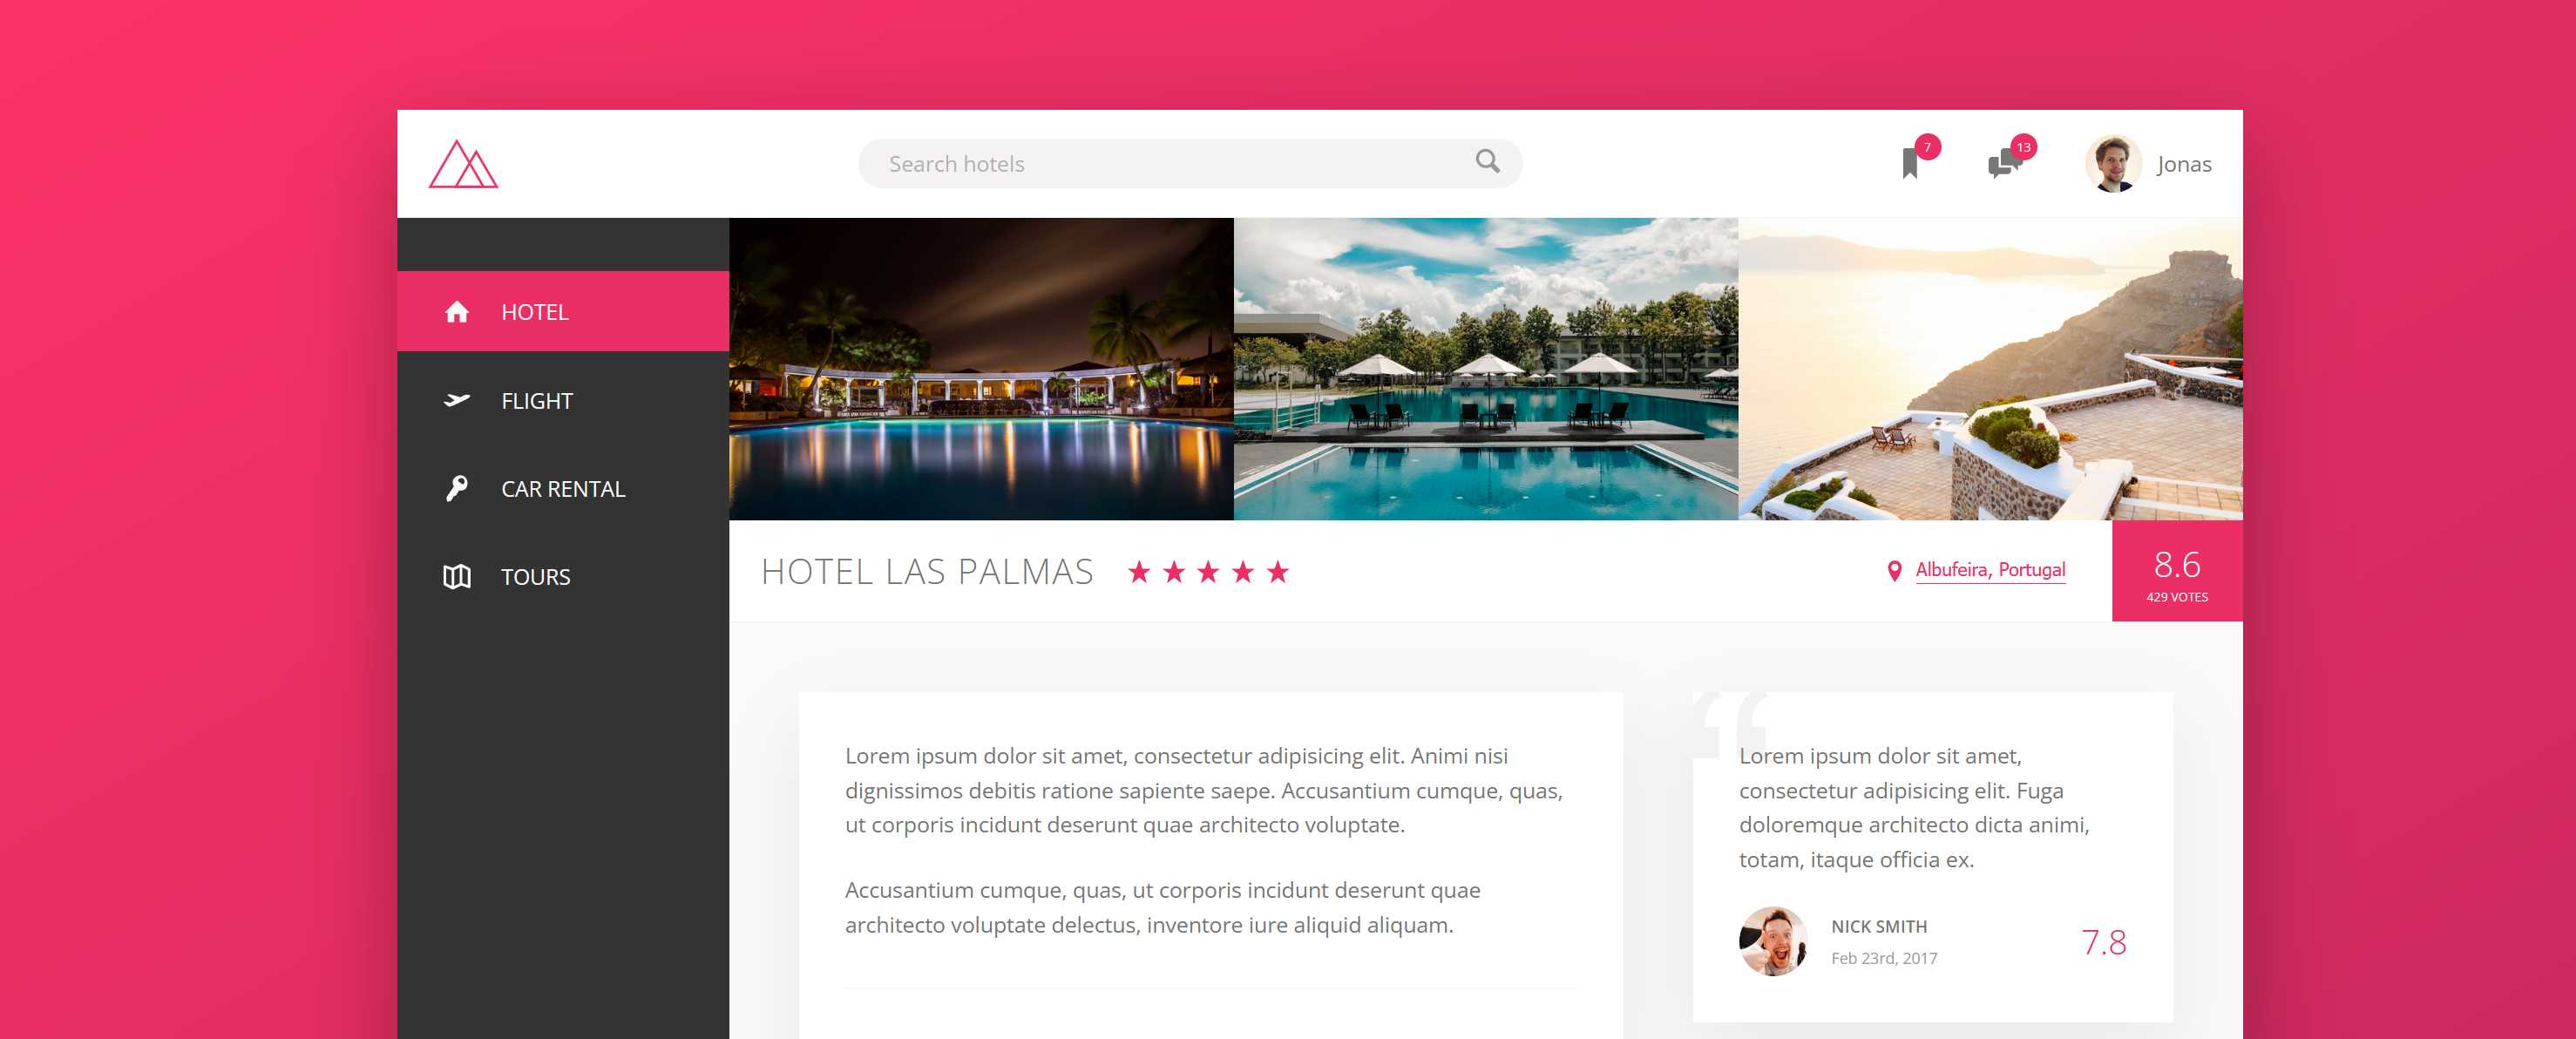 Search hotels
7
13
Jonas
HOTEL
FLIGHT
CAR RENTAL
TOURS
HOTEL LAS PALMAS
Albufeira, Portugal
8.6
429 VOTES
Lorem ipsum dolor sit amet, consectetur adipisicing elit. Animi nisi
dignissimos debitis ratione sapiente saepe. Accusantium cumque, quas,
ut corporis incidunt deserunt quae architecto voluptate.
Accusantium cumque, quas, ut corporis incidunt deserunt quae
architecto voluptate delectus, inventore iure aliquid aliquam.
“
Lorem ipsum dolor sit amet,
consectetur adipisicing elit. Fuga
doloremque architecto dicta animi,
totam, itaque officia ex.
NICK SMITH
Feb 23rd, 2017
7.8